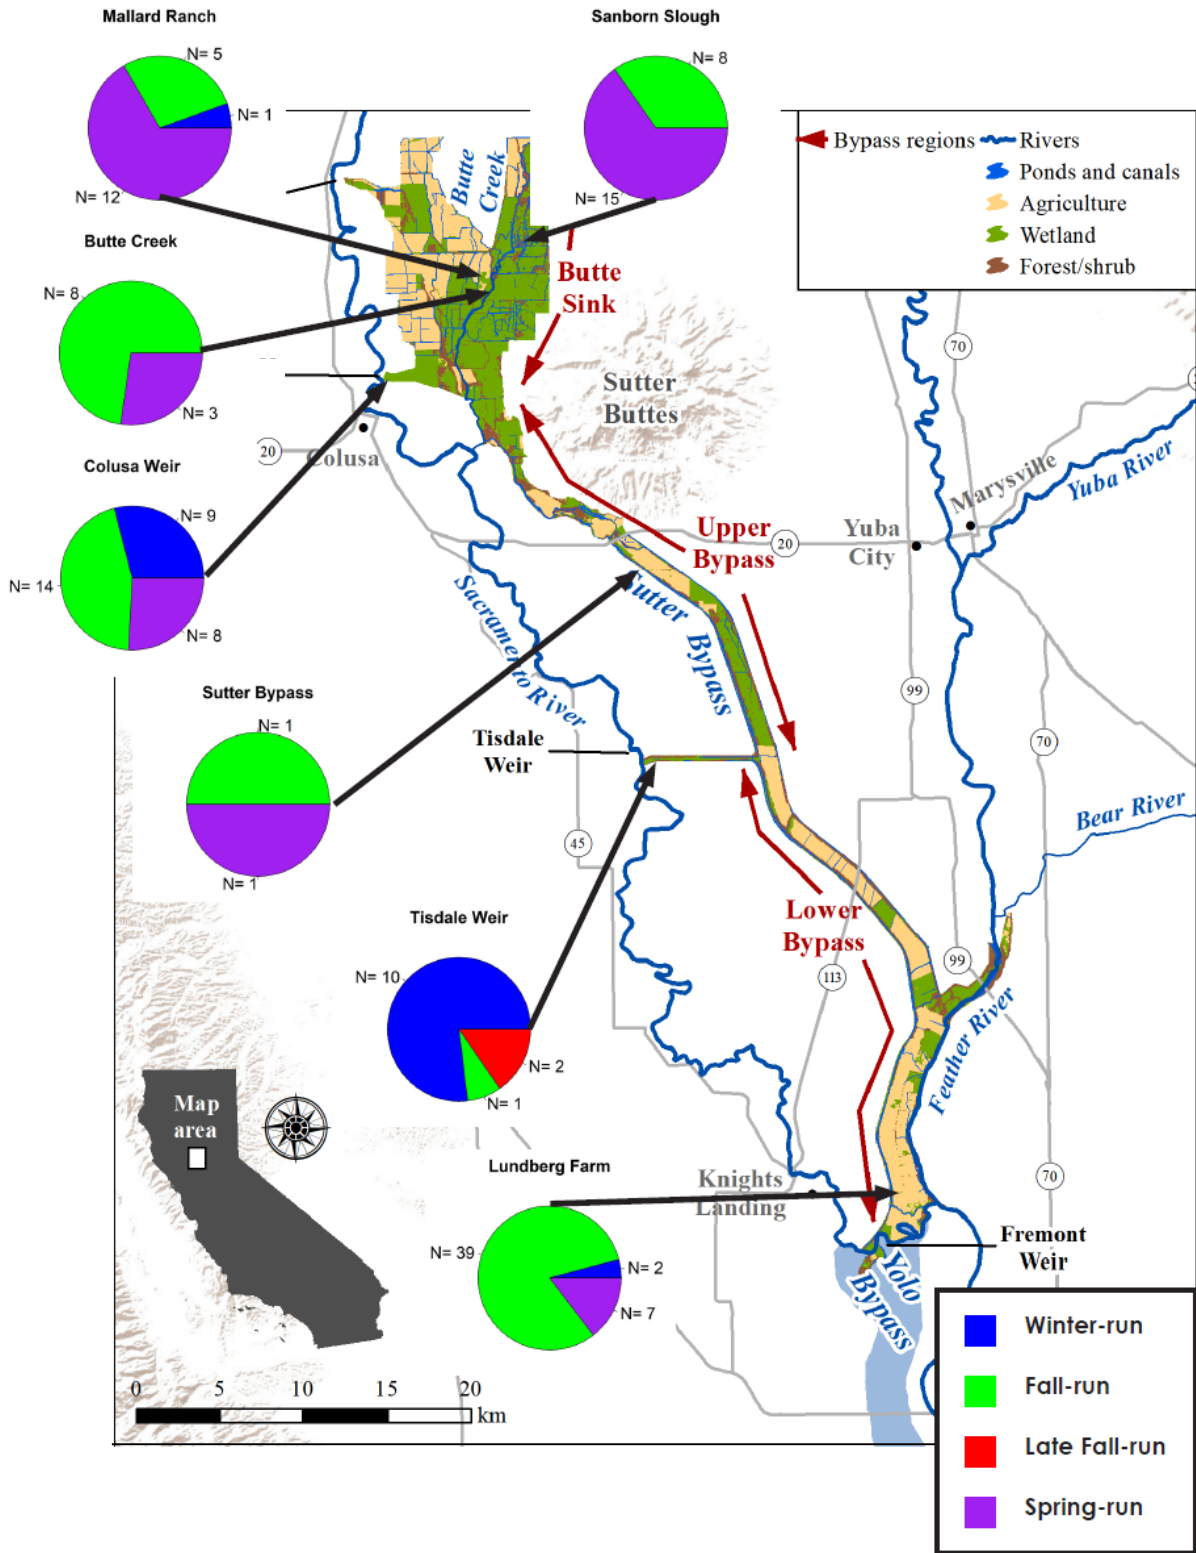 Mallard Ranch
N= 5
N= 1
N= 12
Sanborn Slough
N= 8
N= 15
Bypass regions
Rivers
Ponds and canals
Agriculture
Wetland
Forest/shrub
Butte
Creek
Butte
Sink
Butte Creek
N= 8
N= 3
Sutter
Buttes
70
20
Colusa
Colusa Weir
N= 9
N= 14
N= 8
Marysville
Yuba River
Yuba
City
Upper
Bypass
20
Sutter Bypass
Sacramento River
99
70
Sutter Bypass
N= 1
N= 1
Tisdale
Weir
45
Bear River
Lower
Bypass
Tisdale Weir
N= 10
N= 2
N= 1
99
113
Feather River
Map
area
Lundberg Farm
N= 39
N= 2
N= 7
Knights
Landing
70
Fremont
Weir
Yolo
Bypass
0 5 10 15 20
km
Winter-run
Fall-run
Late Fall-run
Spring-run